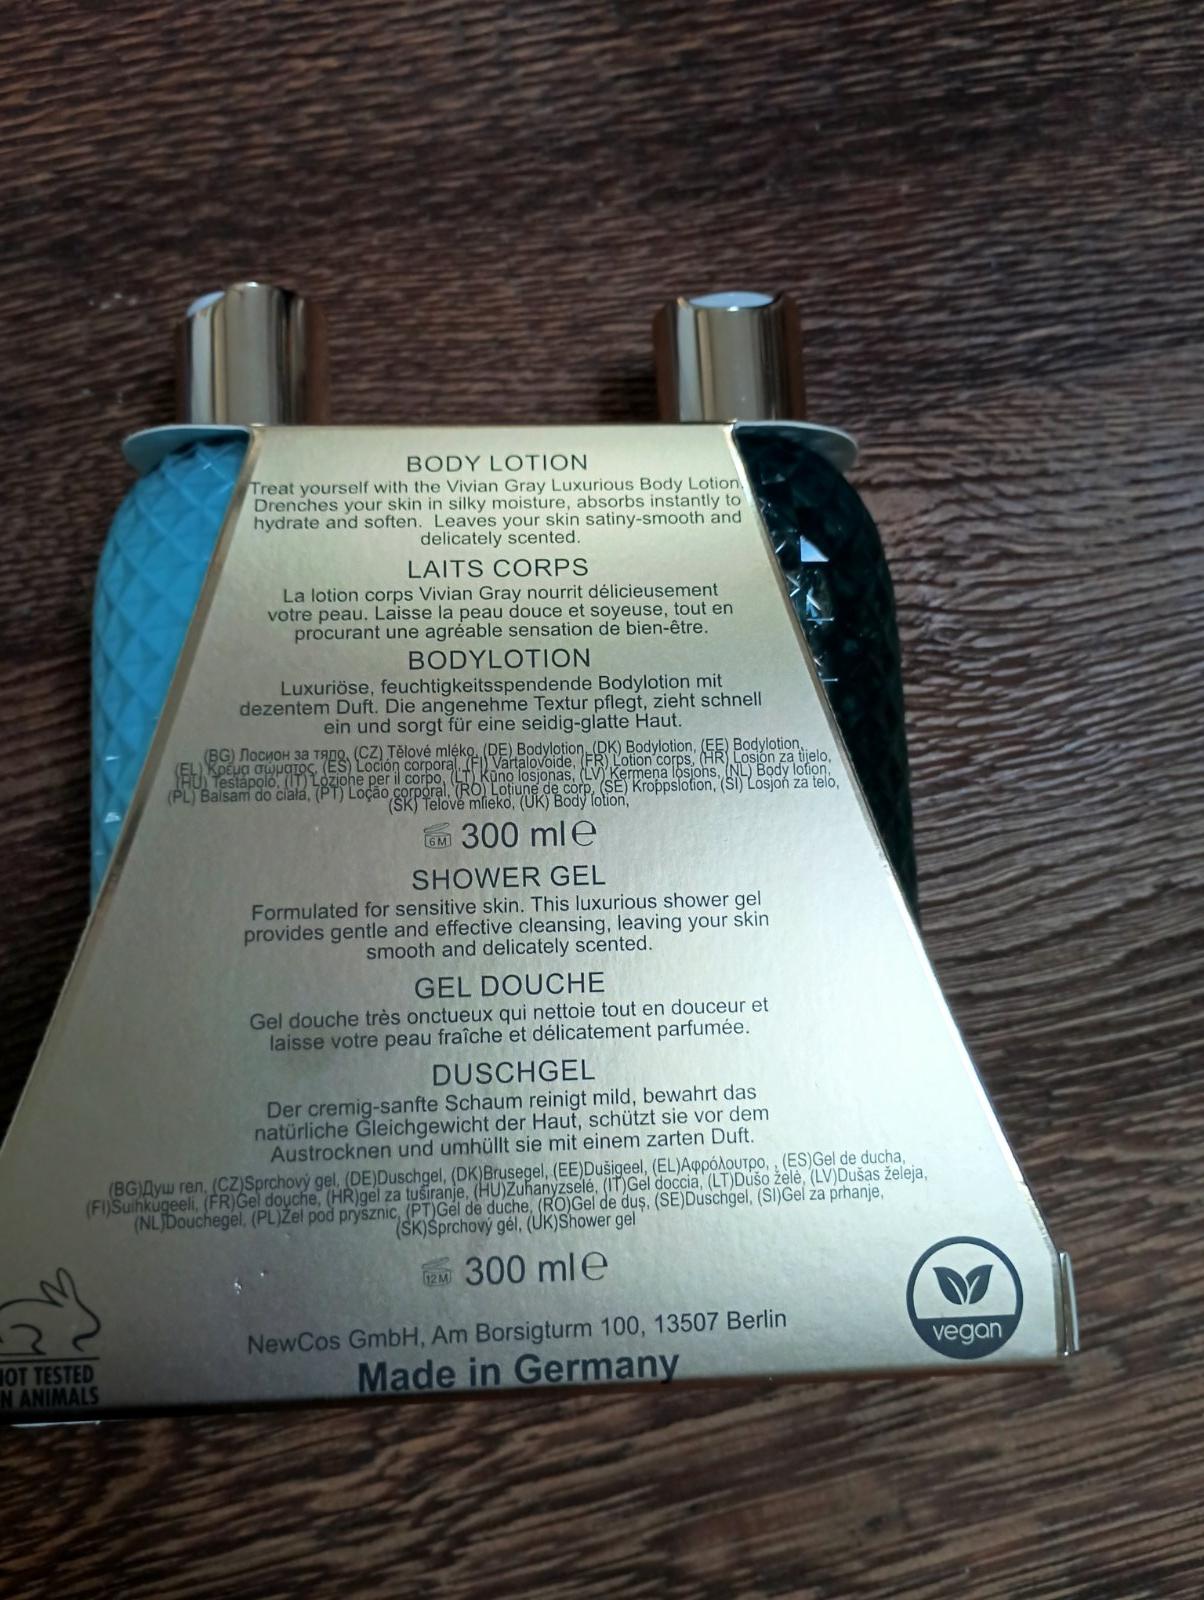 BODY LOTION
Treat yourself with the Vivian Gray Luxurious Body Lotion.
Drenches your skin in silky moisture, absorbs instantly to
hydrate and soften. Leaves your skin satiny-smooth and
delicately scented.
LAITS CORPS
La lotion corps Vivian Gray nourrit délicieusement
votre peau. Laisse la peau douce et soyeuse, tout en
procurant une agréable sensation de bien-être.
BODYLOTION
Luxuriöse, feuchtigkeitsspendende Bodylotion mit
dezentem Duft. Die angenehme Textur pflegt, zieht schnell
ein und sorgt für eine seidig-glatte Haut.
(BG) Лосион за тяло, (CZ) Tělové mléko, (DE) Bodylotion, (DK) Bodylotion, (EE) Bodylotion,
(EL) Κρέμα σώματος, (ES) Loción corporal, (FI) Vartalovoide, (FR) Lotion corps, (HR) Losion za tijelo,
(HU) Testápoló, (IT) Lozione per il corpo, (LT) Kūno losjonas, (LV) Ķermeņa losjons, (NL) Body lotion,
(PL) Balsam do ciała, (PT) Loção corporal, (RO) Loțiune de corp, (SE) Kroppslotion, (SI) Losjon za telo,
(SK) Telové mlieko, (UK) Body lotion,
6M 300 ml ℮
SHOWER GEL
Formulated for sensitive skin. This luxurious shower gel
provides gentle and effective cleansing, leaving your skin
smooth and delicately scented.
GEL DOUCHE
Gel douche très onctueux qui nettoie tout en douceur et
laisse votre peau fraîche et délicatement parfumée.
DUSCHGEL
Der cremig-sanfte Schaum reinigt mild, bewahrt das
natürliche Gleichgewicht der Haut, schützt sie vor dem
Austrocknen und umhüllt sie mit einem zarten Duft.
(BG)Душ гел, (CZ)Sprchový gel, (DE)Duschgel, (DK)Brusegel, (EE)Dušigeel, (EL)Αφρόλουτρο, , (ES)Gel de ducha,
(FI)Suihkugeeli, (FR)Gel douche, (HR)gel za tuširanje, (HU)Zuhanyzselé, (IT)Gel doccia, (LT)Dušo želė, (LV)Dušas želeja,
(NL)Douchegel, (PL)Żel pod prysznic, (PT)Gel de duche, (RO)Gel de duș, (SE)Duschgel, (SI)Gel za prhanje,
(SK)Sprchový gél, (UK)Shower gel
12M 300 ml ℮
NewCos GmbH, Am Borsigturm 100, 13507 Berlin
Made in Germany
TESTED
ANIMALS
vegan